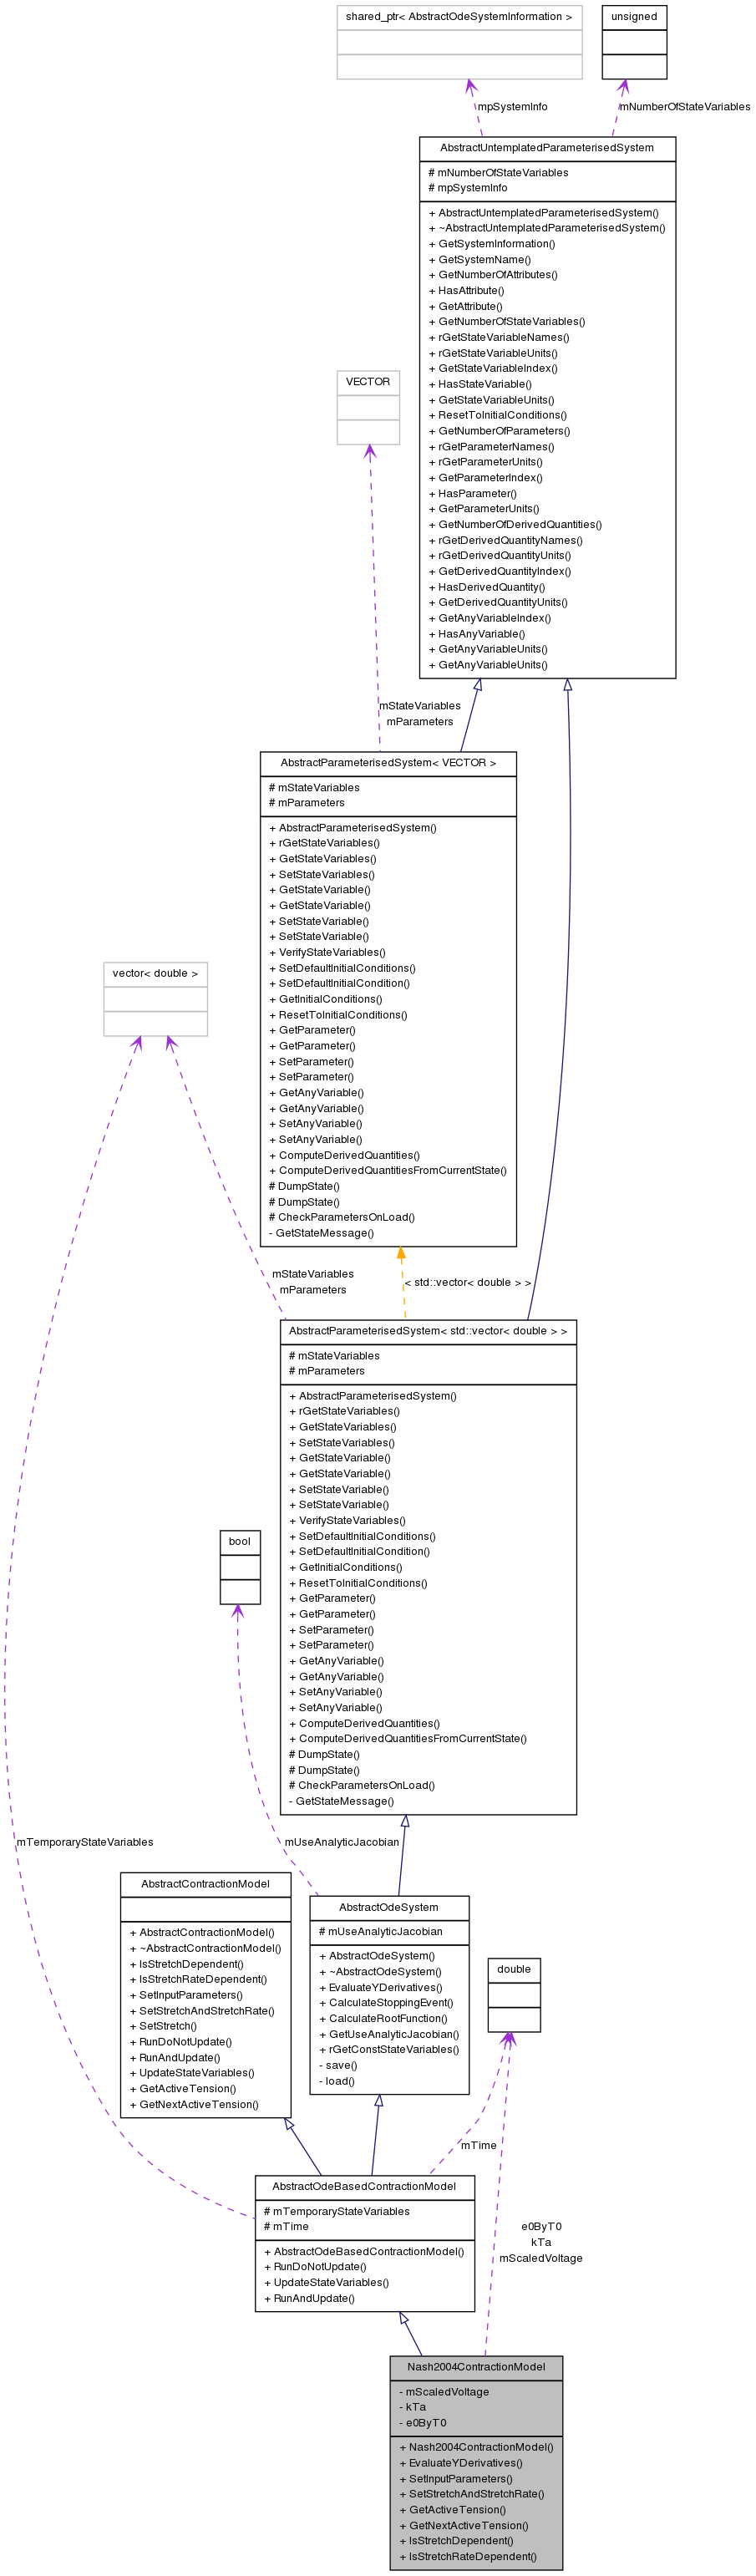 shared_ptr< AbstractOdeSystemInformation >
unsigned
mpSystemInfo
mNumberOfStateVariables
AbstractUntemplatedParameterisedSystem
# mNumberOfStateVariables
# mpSystemInfo
+ AbstractUntemplatedParameterisedSystem()
+ ~AbstractUntemplatedParameterisedSystem()
+ GetSystemInformation()
+ GetSystemName()
+ GetNumberOfAttributes()
+ HasAttribute()
+ GetAttribute()
+ GetNumberOfStateVariables()
+ rGetStateVariableNames()
+ rGetStateVariableUnits()
+ GetStateVariableIndex()
+ HasStateVariable()
+ GetStateVariableUnits()
+ ResetToInitialConditions()
+ GetNumberOfParameters()
+ rGetParameterNames()
+ rGetParameterUnits()
+ GetParameterIndex()
+ HasParameter()
+ GetParameterUnits()
+ GetNumberOfDerivedQuantities()
+ rGetDerivedQuantityNames()
+ rGetDerivedQuantityUnits()
+ GetDerivedQuantityIndex()
+ HasDerivedQuantity()
+ GetDerivedQuantityUnits()
+ GetAnyVariableIndex()
+ HasAnyVariable()
+ GetAnyVariableUnits()
+ GetAnyVariableUnits()
VECTOR
mStateVariables
mParameters
AbstractParameterisedSystem< VECTOR >
# mStateVariables
# mParameters
+ AbstractParameterisedSystem()
+ rGetStateVariables()
+ GetStateVariables()
+ SetStateVariables()
+ GetStateVariable()
+ GetStateVariable()
+ SetStateVariable()
+ SetStateVariable()
+ VerifyStateVariables()
+ SetDefaultInitialConditions()
+ SetDefaultInitialCondition()
+ GetInitialConditions()
+ ResetToInitialConditions()
+ GetParameter()
+ GetParameter()
+ SetParameter()
+ SetParameter()
+ GetAnyVariable()
+ GetAnyVariable()
+ SetAnyVariable()
+ SetAnyVariable()
+ ComputeDerivedQuantities()
+ ComputeDerivedQuantitiesFromCurrentState()
# DumpState()
# DumpState()
# CheckParametersOnLoad()
- GetStateMessage()
vector< double >
mStateVariables
mParameters
< std::vector< double > >
AbstractParameterisedSystem< std::vector< double > >
# mStateVariables
# mParameters
+ AbstractParameterisedSystem()
+ rGetStateVariables()
+ GetStateVariables()
+ SetStateVariables()
+ GetStateVariable()
+ GetStateVariable()
+ SetStateVariable()
+ SetStateVariable()
+ VerifyStateVariables()
+ SetDefaultInitialConditions()
+ SetDefaultInitialCondition()
+ GetInitialConditions()
+ ResetToInitialConditions()
+ GetParameter()
+ GetParameter()
+ SetParameter()
+ SetParameter()
+ GetAnyVariable()
+ GetAnyVariable()
+ SetAnyVariable()
+ SetAnyVariable()
+ ComputeDerivedQuantities()
+ ComputeDerivedQuantitiesFromCurrentState()
# DumpState()
# DumpState()
# CheckParametersOnLoad()
- GetStateMessage()
bool
mTemporaryStateVariables
mUseAnalyticJacobian
AbstractContractionModel
+ AbstractContractionModel()
+ ~AbstractContractionModel()
+ IsStretchDependent()
+ IsStretchRateDependent()
+ SetInputParameters()
+ SetStretchAndStretchRate()
+ SetStretch()
+ RunDoNotUpdate()
+ RunAndUpdate()
+ UpdateStateVariables()
+ GetActiveTension()
+ GetNextActiveTension()
AbstractOdeSystem
# mUseAnalyticJacobian
+ AbstractOdeSystem()
+ ~AbstractOdeSystem()
+ EvaluateYDerivatives()
+ CalculateStoppingEvent()
+ CalculateRootFunction()
+ GetUseAnalyticJacobian()
+ rGetConstStateVariables()
- save()
- load()
double
mTime
AbstractOdeBasedContractionModel
# mTemporaryStateVariables
# mTime
+ AbstractOdeBasedContractionModel()
+ RunDoNotUpdate()
+ UpdateStateVariables()
+ RunAndUpdate()
e0ByT0
kTa
mScaledVoltage
Nash2004ContractionModel
- mScaledVoltage
- kTa
- e0ByT0
+ Nash2004ContractionModel()
+ EvaluateYDerivatives()
+ SetInputParameters()
+ SetStretchAndStretchRate()
+ GetActiveTension()
+ GetNextActiveTension()
+ IsStretchDependent()
+ IsStretchRateDependent()